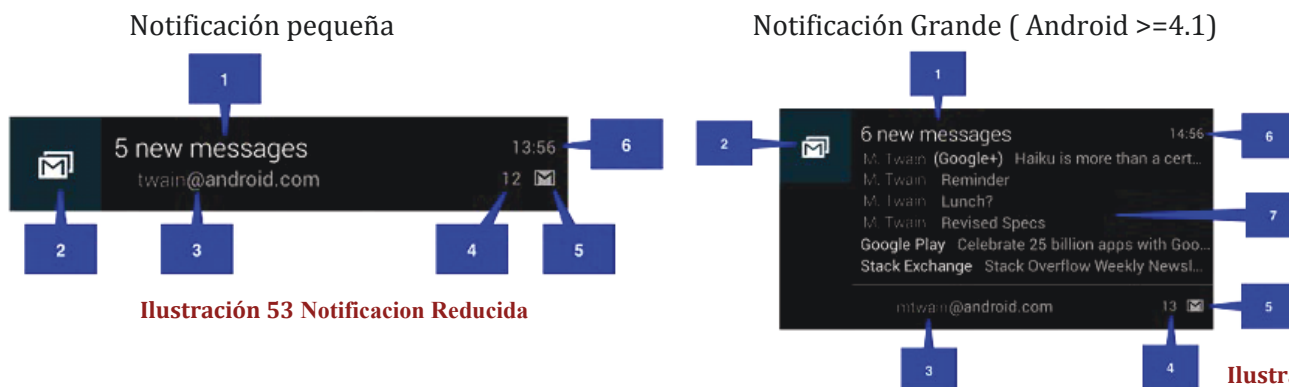 Notificación pequeña
1
5 new messages
13:56
6
twain@android.com
12
2
3
4
5
Ilustración 53 Notificacion Reducida
Notificación Grande ( Android >=4.1)
1
2
6 new messages
14:56
6
M. Twain (Google+) Haiku is more than a cert...
M. Twain Reminder
M. Twain Lunch?
M. Twain Revised Specs
7
Google Play Celebrate 25 billion apps with Goo...
Stack Exchange Stack Overflow Weekly Newsl...
mtwain@android.com
13
5
3
4